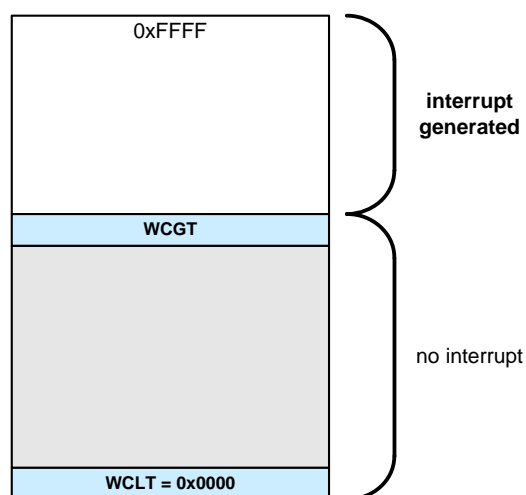 0xFFFF
interrupt
generated
WCGT
no interrupt
WCLT = 0x0000